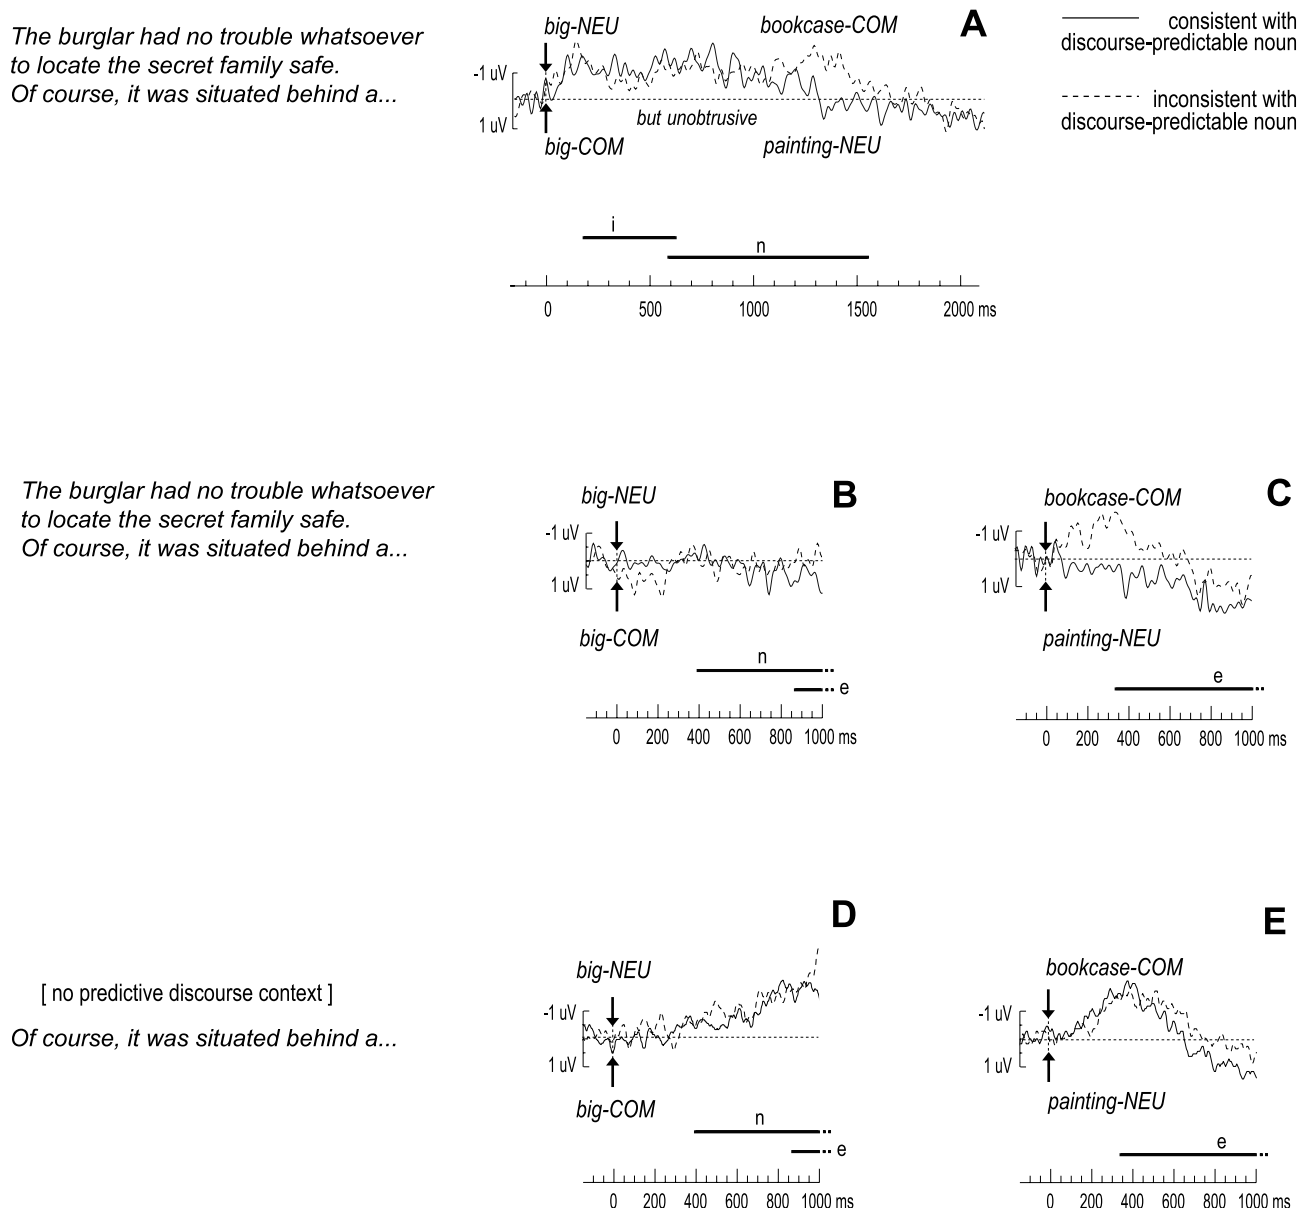 The burglar had no trouble whatsoever
to locate the secret family safe.
Of course, it was situated behind a...
big-NEU
bookcase-COM
A
-1 uV
1 uV
but unobtrusive
big-COM
painting-NEU
consistent with
discourse-predictable noun
inconsistent with
discourse-predictable noun
i
n
0 500 1000 1500 2000 ms
The burglar had no trouble whatsoever
to locate the secret family safe.
Of course, it was situated behind a...
big-NEU
B
-1 uV
1 uV
big-COM
n
e
0 200 400 600 800 1000 ms
bookcase-COM
C
-1 uV
1 uV
painting-NEU
e
0 200 400 600 800 1000 ms
[ no predictive discourse context ]
Of course, it was situated behind a...
big-NEU
D
-1 uV
1 uV
big-COM
n
e
0 200 400 600 800 1000 ms
bookcase-COM
E
-1 uV
1 uV
painting-NEU
e
0 200 400 600 800 1000 ms